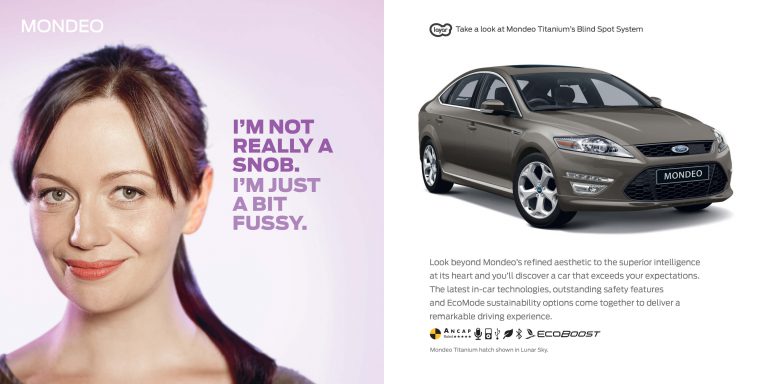 MONDEO
I'M NOT
REALLY A
SNOB.
I'M JUST
A BIT
FUSSY.
layar Take a look at Mondeo Titanium's Blind Spot System
Ford
MONDEO
Look beyond Mondeo's refined aesthetic to the superior intelligence
at its heart and you'll discover a car that exceeds your expectations.
The latest in-car technologies, outstanding safety features
and EcoMode sustainability options come together to deliver a
remarkable driving experience.
ANCAP ECOBOOST
Mondeo Titanium hatch shown in Lunar Sky.